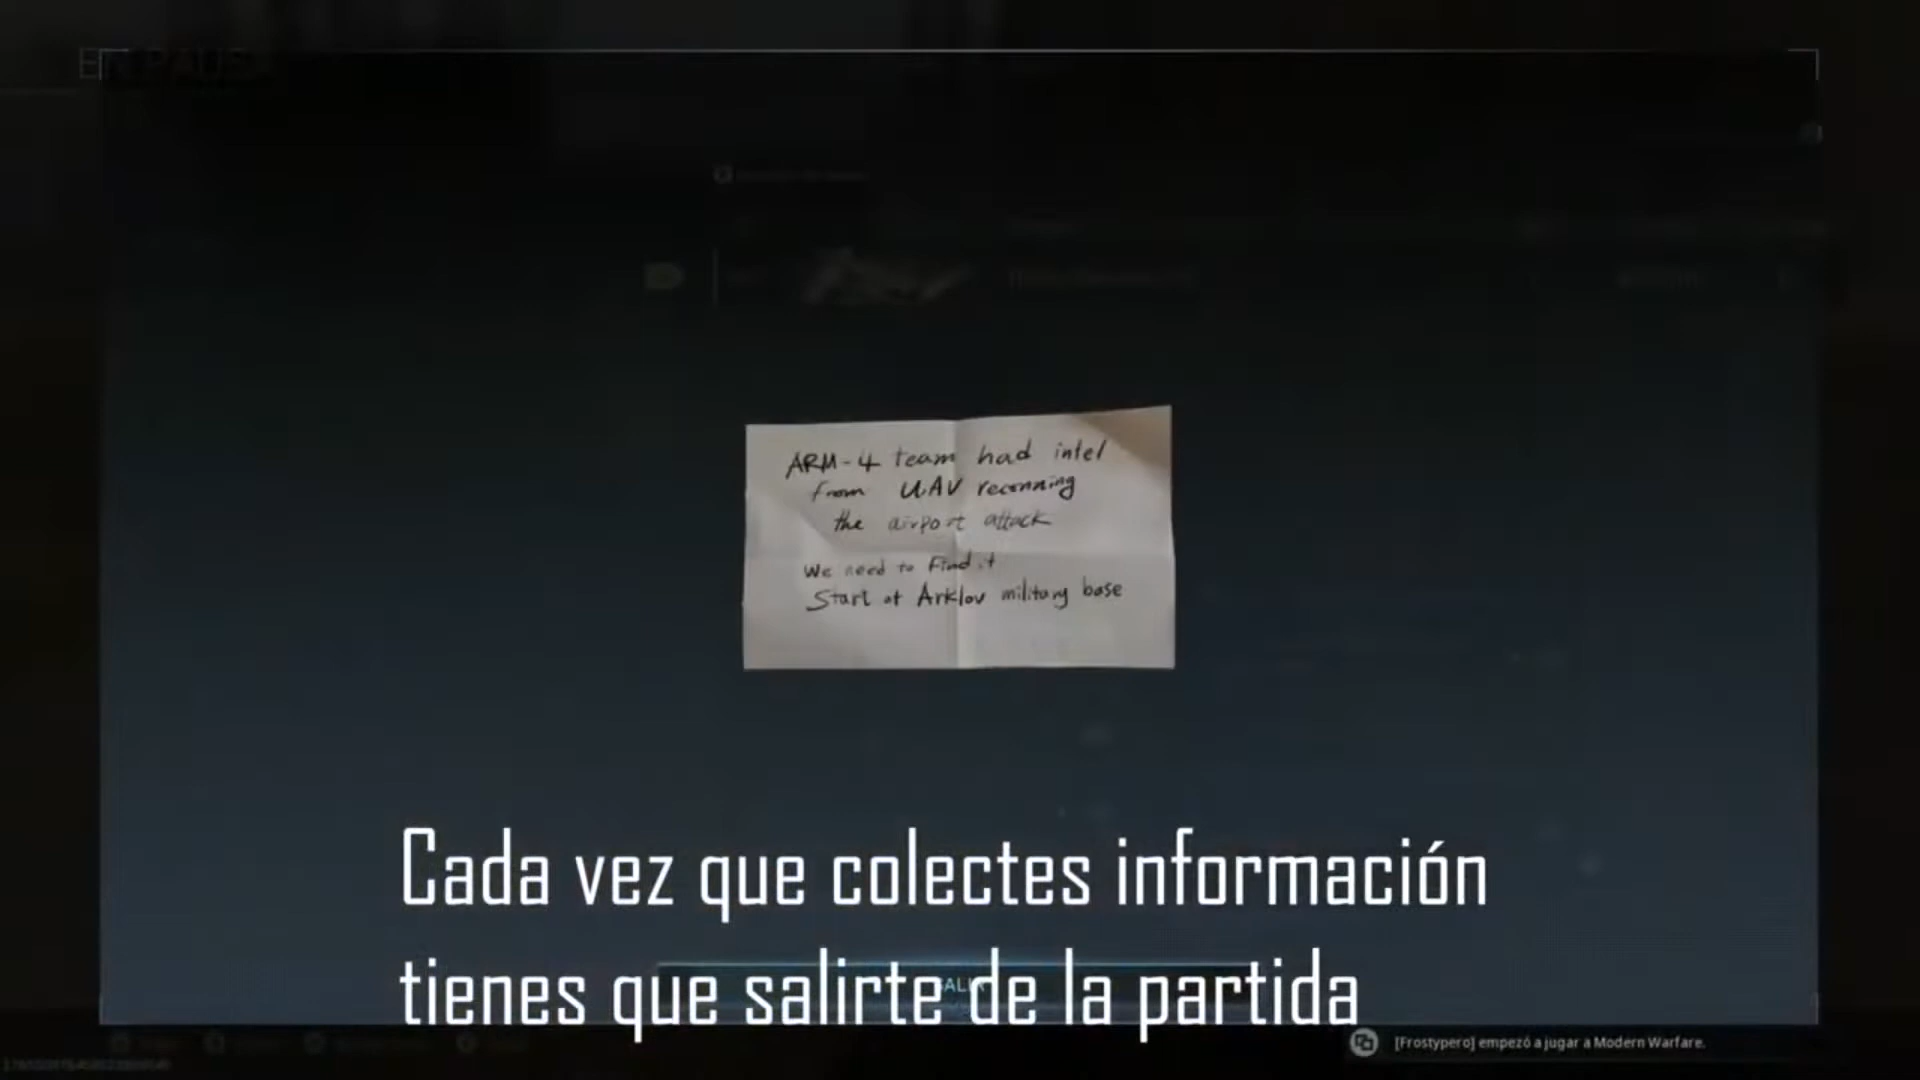 ARM-4 team had intel
from UAV reconning
the airport attack
We need to Find it
Start at Arklov military base
Cada vez que colectes información
tienes que salirte de la partida
[Frostypero] empezó a jugar a Modern Warfare.